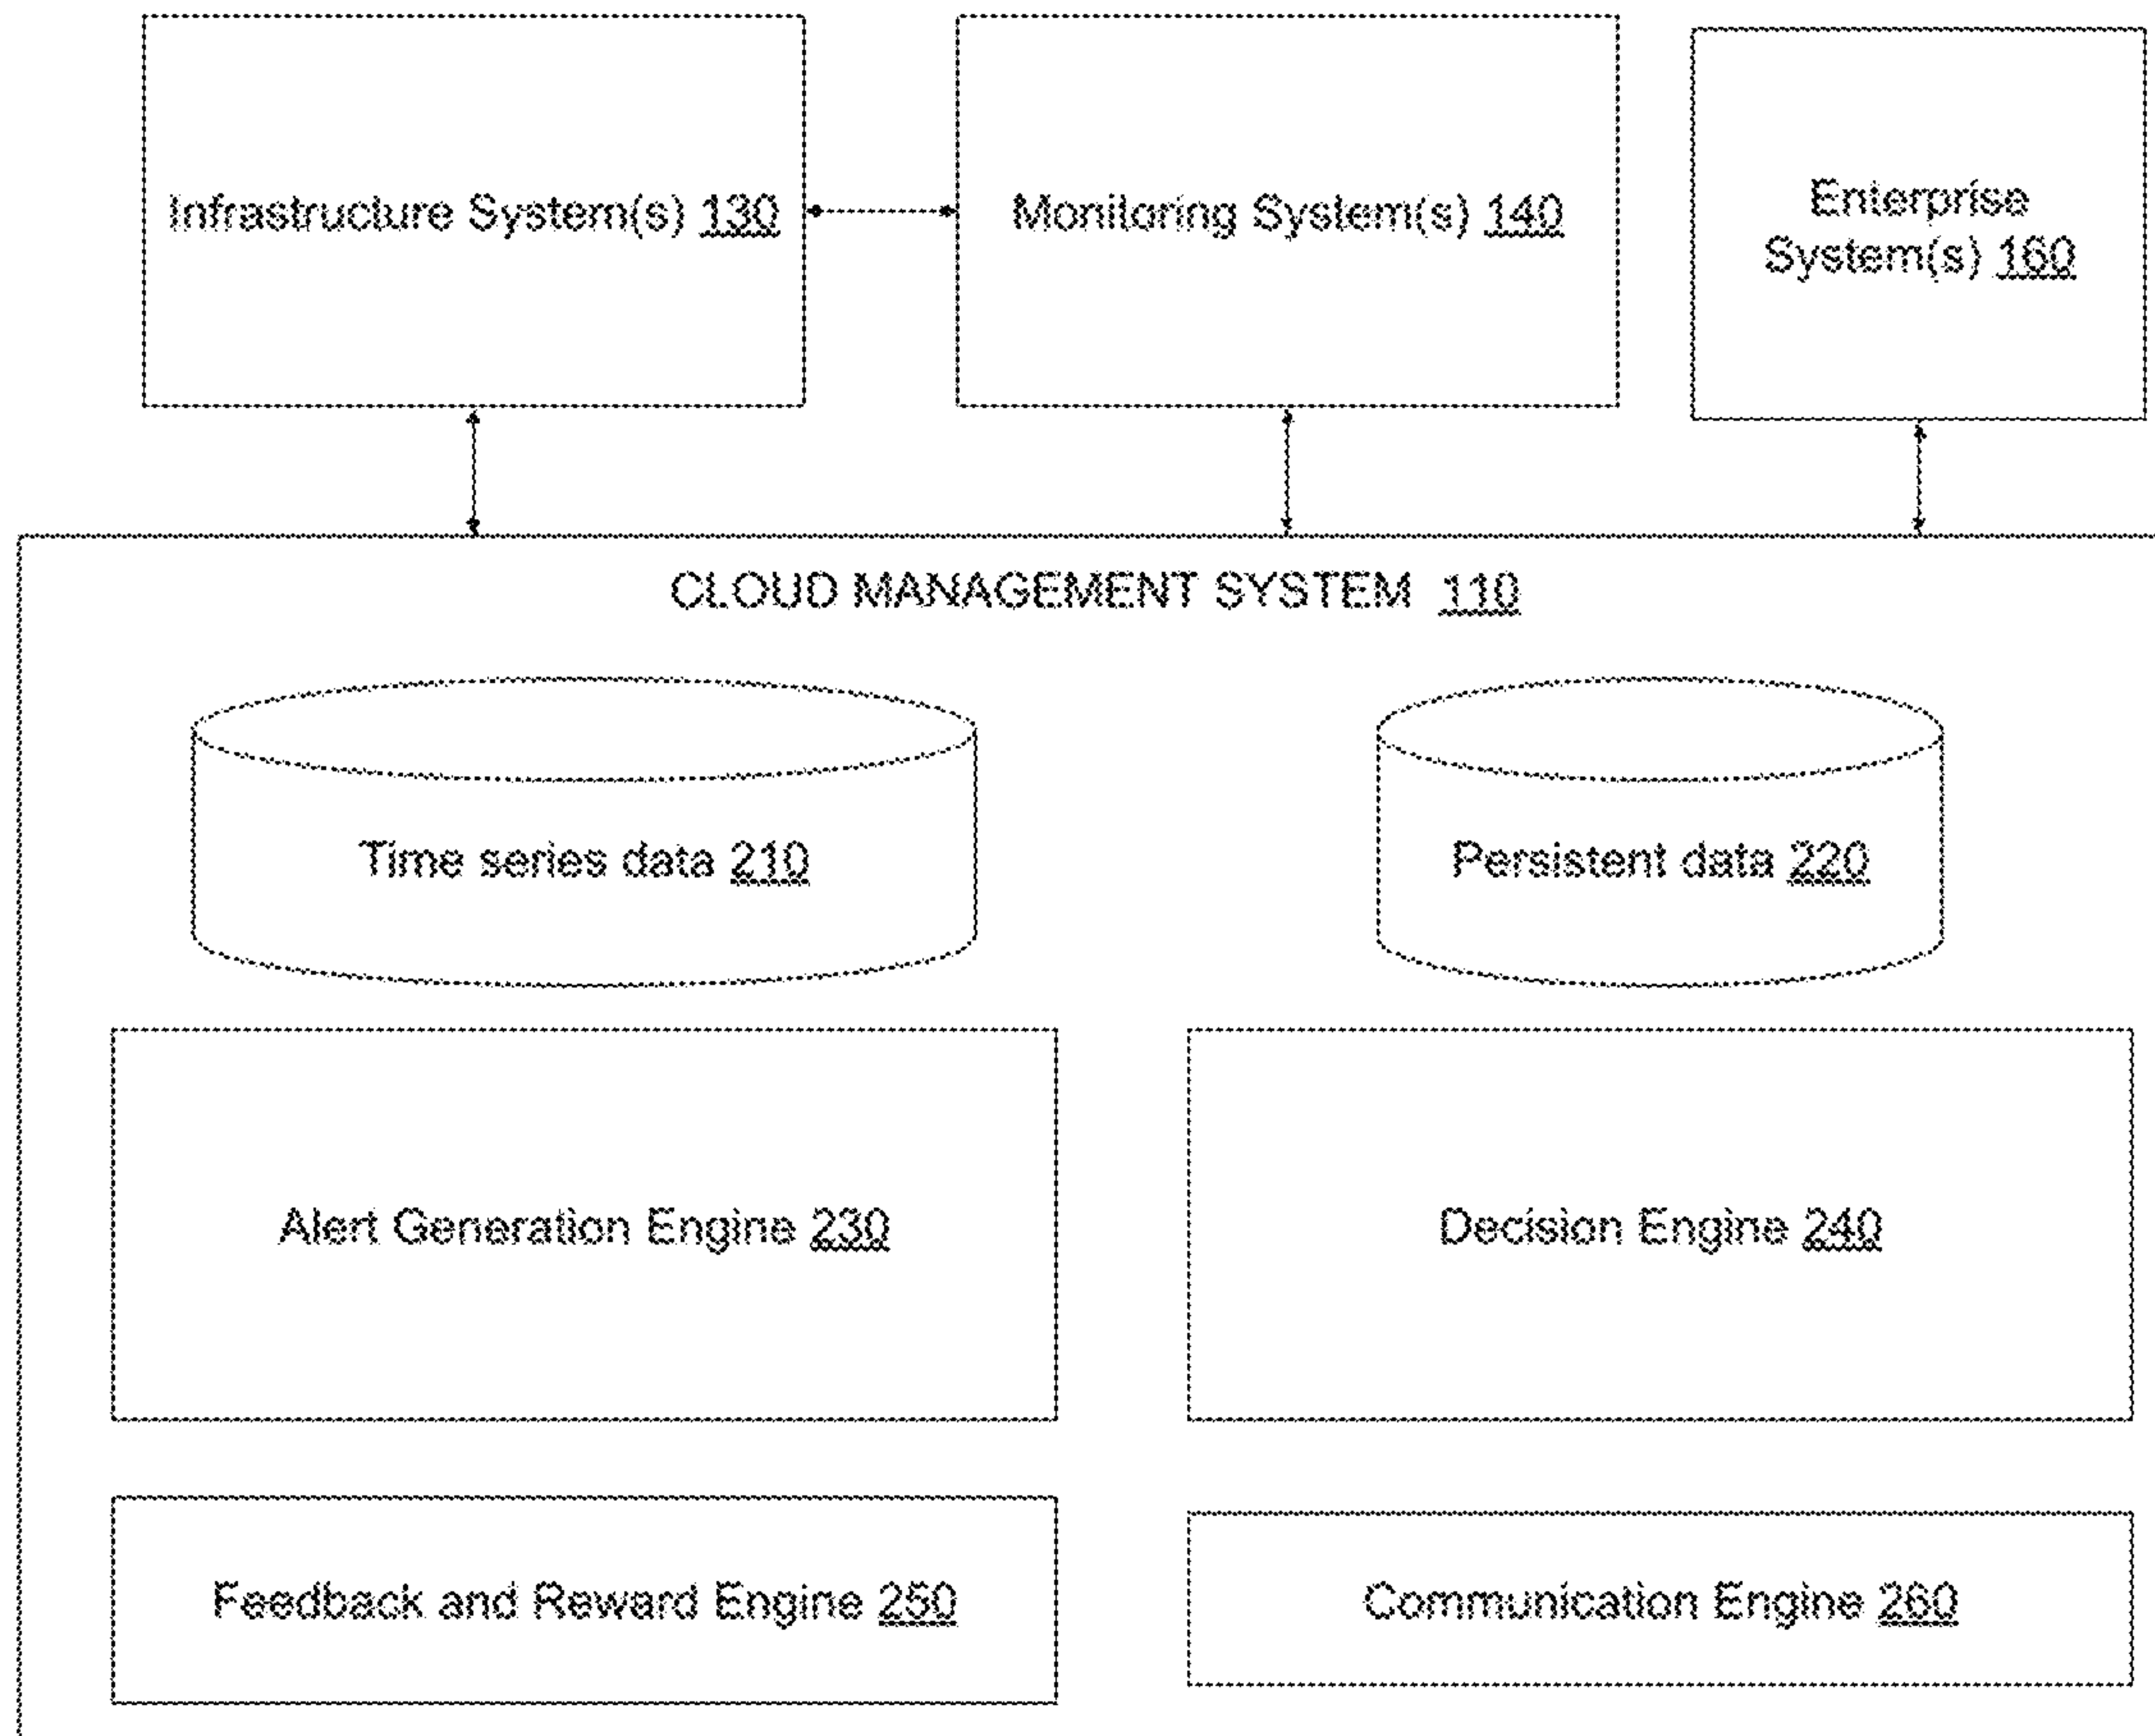 Infrastructure System(s) 130
Monitoring System(s) 140
Enterprise
System(s) 160
CLOUD MANAGEMENT SYSTEM 110
Time series data 210
Persistent data 220
Alert Generation Engine 230
Decision Engine 240
Feedback and Reward Engine 250
Communication Engine 260